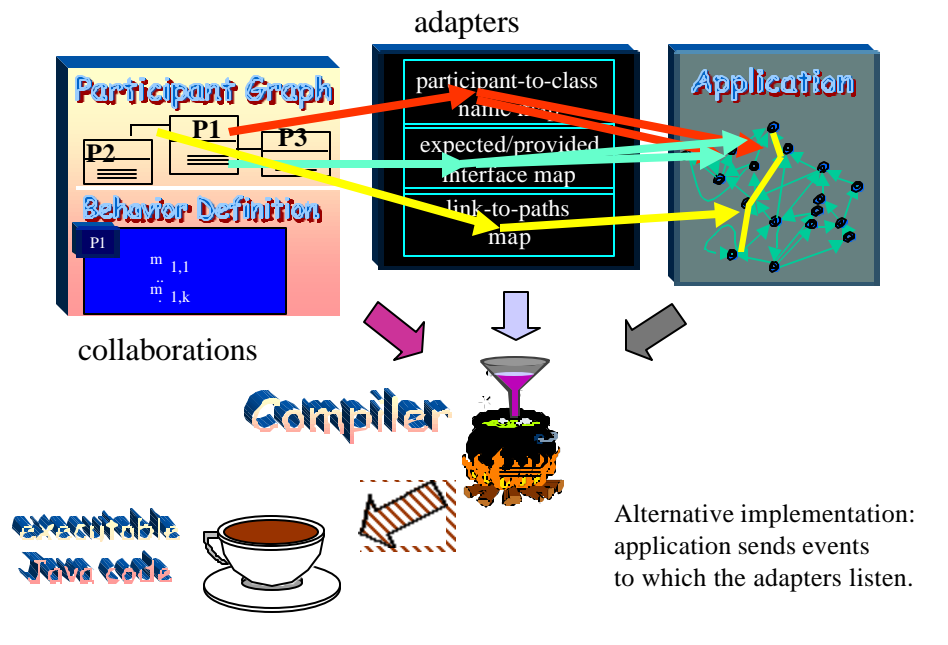 adapters
Participant Graph
P1
P2
P3
Behavior Definition
P1
m 1,1
..
m 1,k
.
collaborations
participant-to-class
name map
expected/provided
interface map
link-to-paths
map
Application
Compiler
executable
Java code
Alternative implementation:
application sends events
to which the adapters listen.